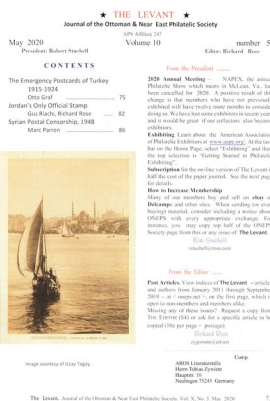 ★ THE LEVANT ★
Journal of the Ottoman & Near East Philatelic Society
APS Affiliate 247
May 2020 Volume 10 number 5
President: Robert Stuchell Editor: Richard Rose
CONTENTS
The Emergency Postcards of Turkey
1915-1924
Otto Graf 75
Jordan's Only Official Stamp
Gus Riachi, Richard Rose 82
Syrian Postal Censorship, 1948
Marc Parren 86
Image courtesy of Uzay Togay
From the President
2020 Annual Meeting – NAPEX, the annual
Philatelic Show which meets in McLean, Va., has
been cancelled for 2020. A positive result of the
change is that members who have not previously
exhibited will have twelve more months to consider
doing so. We have lost some exhibitors in recent years
and it would be great if our collectors also become
exhibitors.
Exhibiting. Learn about the American Association
of Philatelic Exhibitors at www.aape.org. At the task
bar on the Home Page, select "Exhibiting" and then
the top selection is "Getting Started in Philatelic
Exhibiting".
Subscription for the on-line version of The Levant is
half the cost of the paper journal. See the next page
for details.
How to Increase Membership
Many of our members buy and sell on ebay or
Delcampe and other sites. When sending (or even
buying) material, consider including a notice about
ONEPS with every appropriate exchange. For
instance, you may copy top half of the ONEPS
Society page from this or any issue of The Levant.
From the Editor
Past Articles. View indices of The Levant – articles
and authors from January 2011 through September
2018 – at < oneps.net >, on the first page, which is
open to non-members and members alike.
Missing any of these issues? Request a copy from
THE EDITOR ($4) or ask for a specific article to be
copied (10¢ per page + postage)
Comp.
AROS Literaturstelle
Herrn Tobias Zywietz
Hauptstr. 10
Neulingen 75245 Germany
The Levant, Journal of the Ottoman & Near East Philatelic Society, Vol. X, No. 5, May 2020